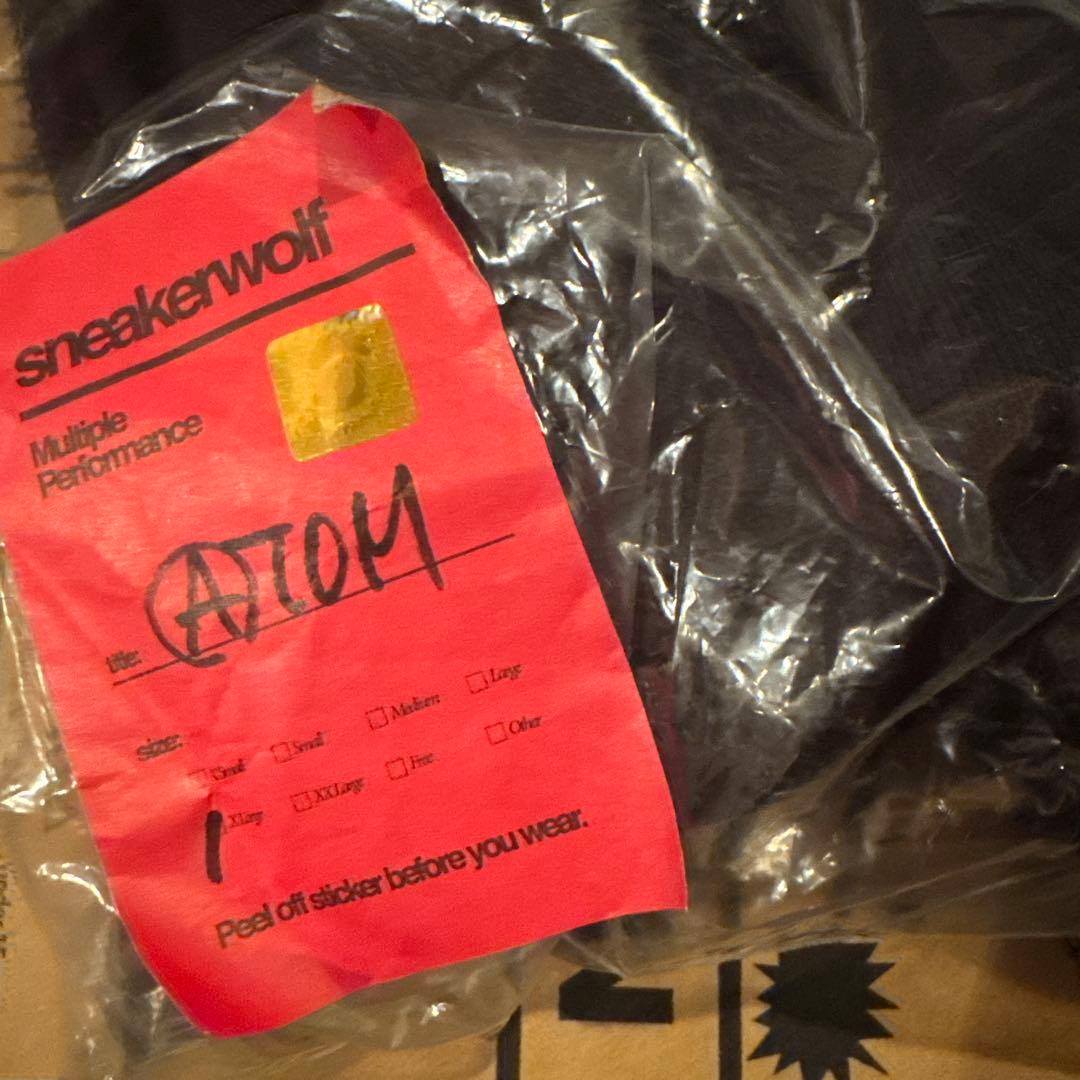 sneakerwolf
Multiple
Performance
title: ATOM
size:
XSmall Small Medium Large
XLarge XXLarge Free Other
Peel off sticker before you wear.